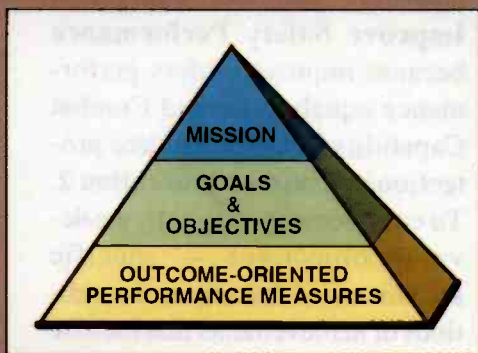 MISSION
GOALS
&
OBJECTIVES
OUTCOME-ORIENTED
PERFORMANCE MEASURES